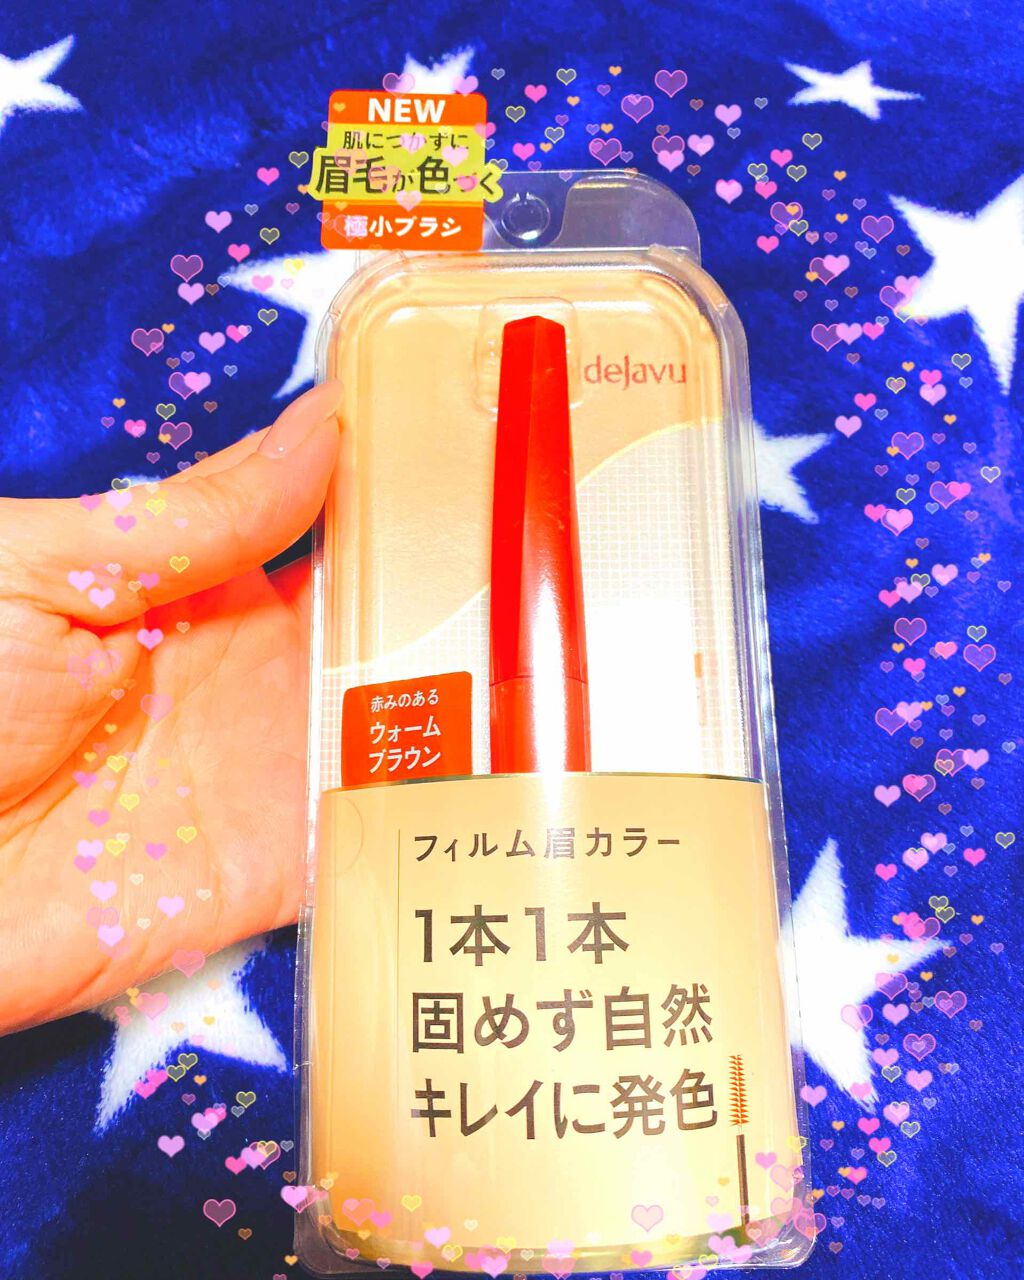 NEW
肌につかずに
眉毛が色づく
極小ブラシ
dejavu
赤みのある
ウォーム
ブラウン
フィルム眉カラー
1本1本
固めず自然
キレイに発色